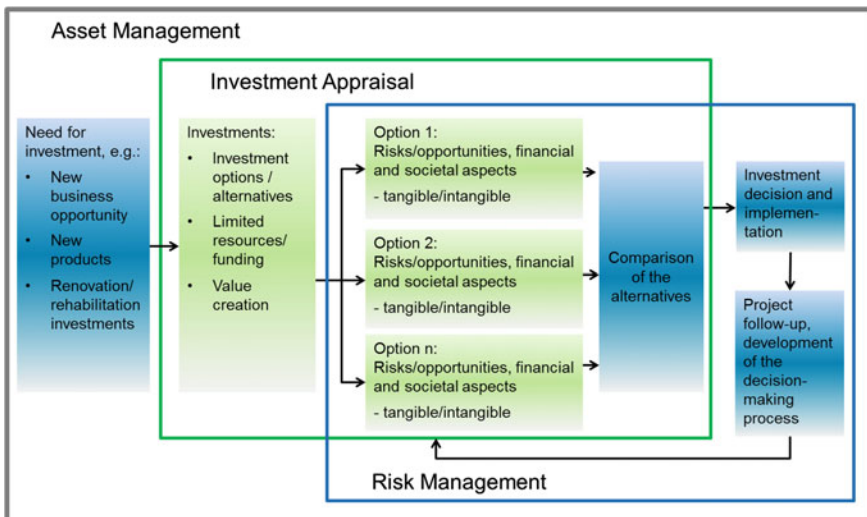 Asset Management
Investment Appraisal
Need for
investment, e.g.:
• New
business
opportunity
• New
products
• Renovation/
rehabilitation
investments
Investments:
• Investment
options /
alternatives
• Limited
resources/
funding
• Value
creation
Option 1:
Risks/opportunities, financial
and societal aspects
- tangible/intangible
Option 2:
Risks/opportunities, financial
and societal aspects
- tangible/intangible
Option n:
Risks/opportunities, financial
and societal aspects
- tangible/intangible
Comparison
of the
alternatives
Investment
decision and
implemen-
tation
Project
follow-up,
development
of the
decision-
making
process
Risk Management